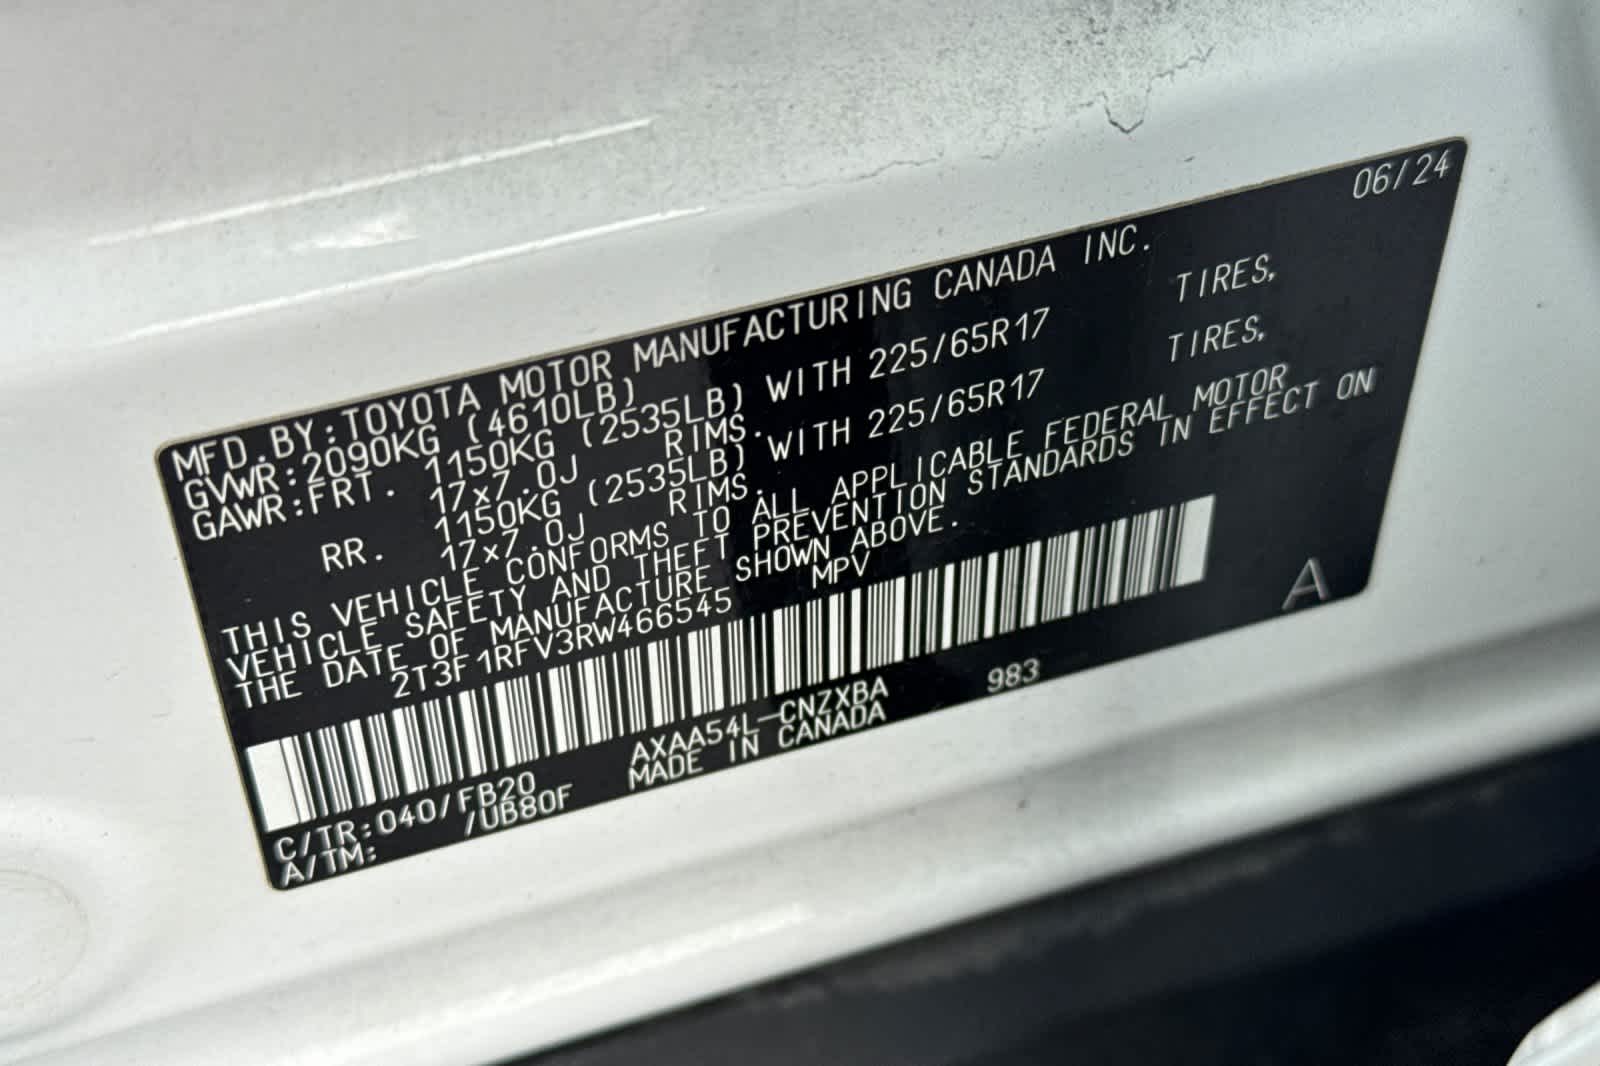 06/24
MFD.BY:TOYOTA MOTOR MANUFACTURING CANADA INC.
GVWR:2090KG (4610LB)
GAWR:FRT. 1150KG (2535LB) WITH 225/65R17 TIRES,
17x7.0J RIMS.
RR. 1150KG (2535LB) WITH 225/65R17 TIRES,
17x7.0J RIMS.
THIS VEHICLE CONFORMS TO ALL APPLICABLE FEDERAL MOTOR
VEHICLE SAFETY AND THEFT PREVENTION STANDARDS IN EFFECT ON
THE DATE OF MANUFACTURE SHOWN ABOVE.
2T3F1RFV3RW466545 MPV
A
AXAA54L-CNZXBA 983
MADE IN CANADA
C/TR:040/FB20
A/TM: /UB80F